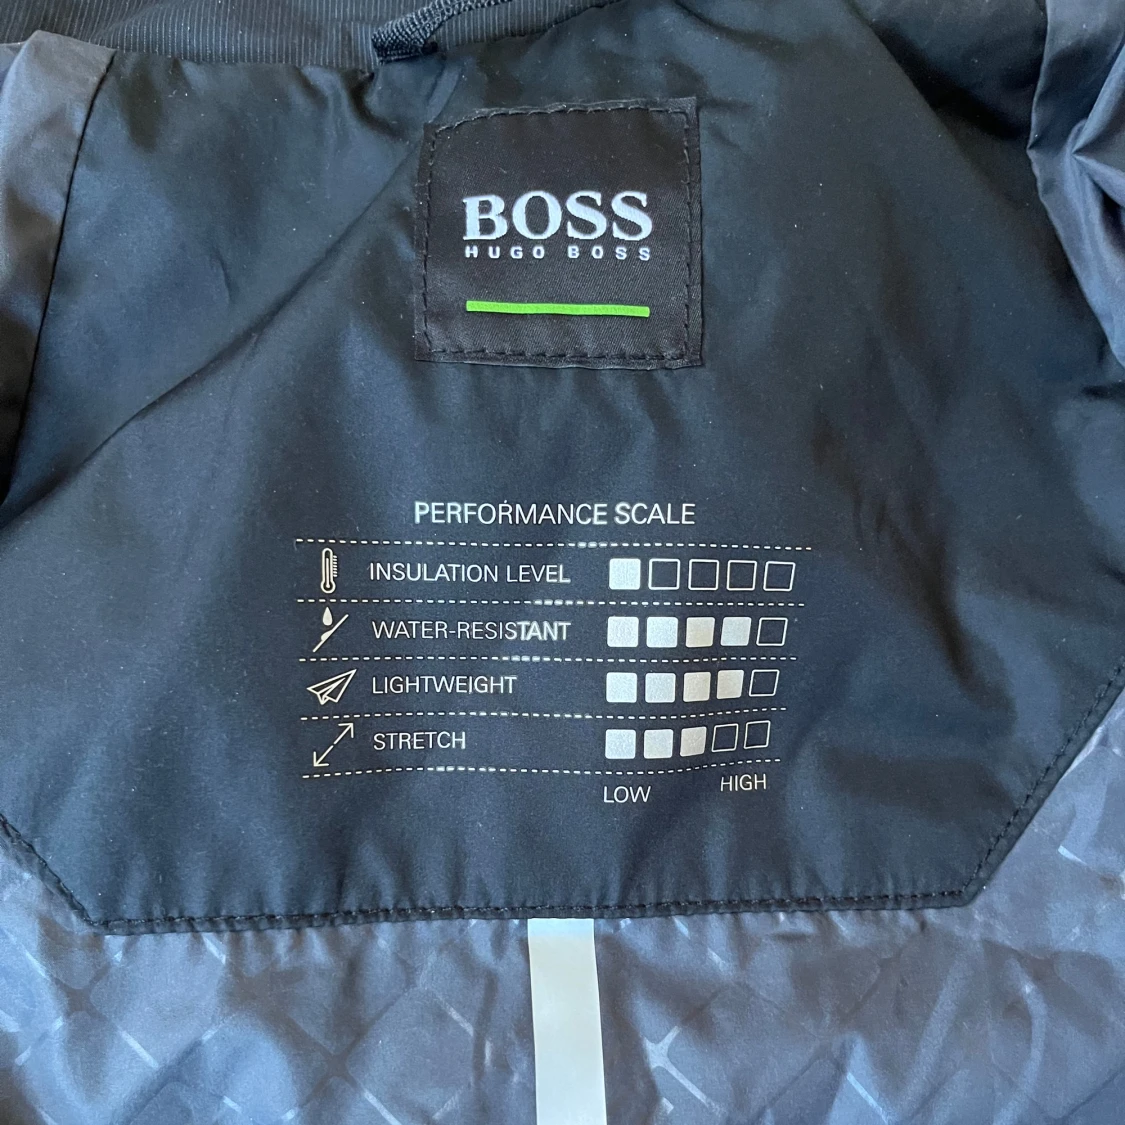 BOSS
HUGO BOSS
PERFORMANCE SCALE
INSULATION LEVEL
WATER-RESISTANT
LIGHTWEIGHT
STRETCH
LOW HIGH